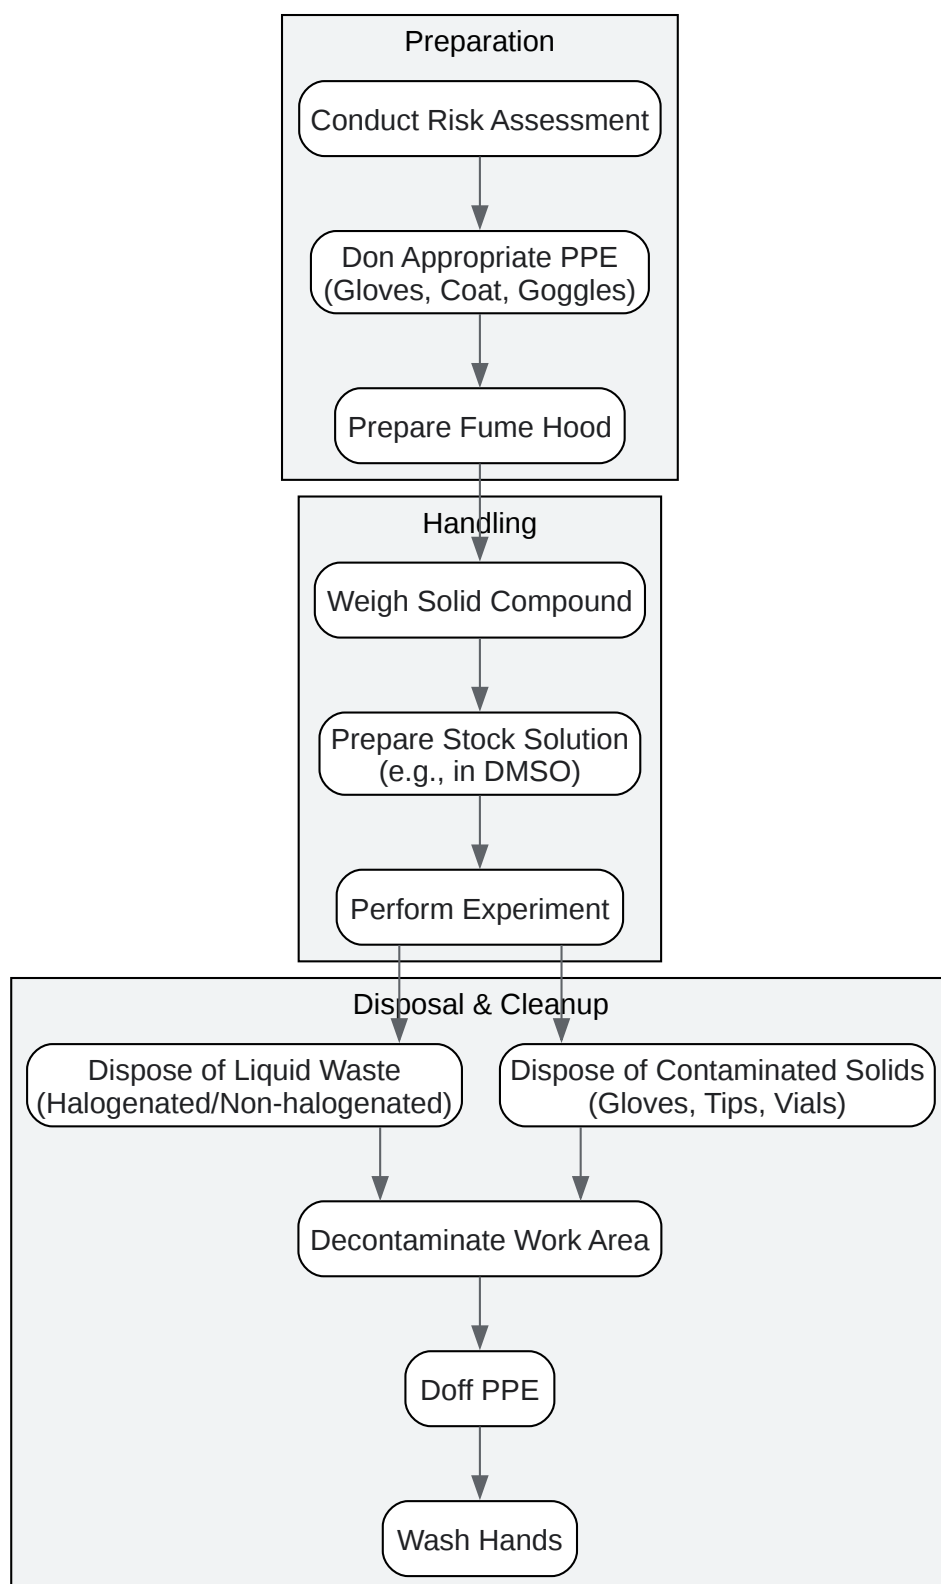 Preparation
Conduct Risk Assessment
Don Appropriate PPE
(Gloves, Coat, Goggles)
Prepare Fume Hood
Handling
Weigh Solid Compound
Prepare Stock Solution
(e.g., in DMSO)
Perform Experiment
Disposal & Cleanup
Dispose of Liquid Waste
(Halogenated/Non-halogenated)
Dispose of Contaminated Solids
(Gloves, Tips, Vials)
Decontaminate Work Area
Doff PPE
Wash Hands